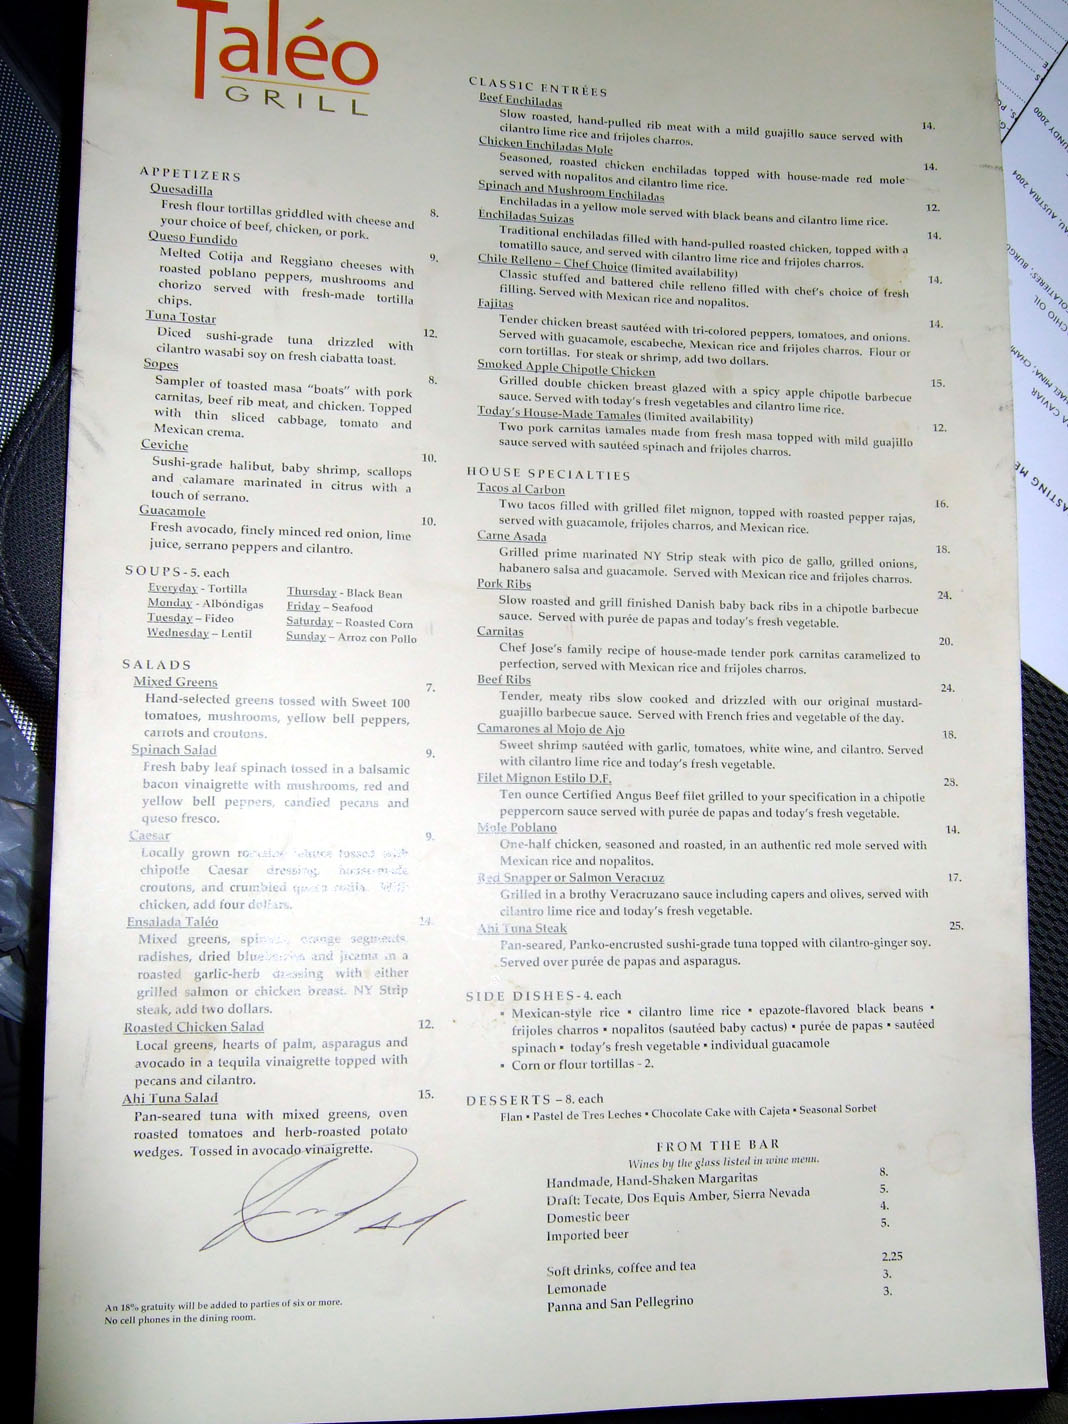 Taléo
GRILL
APPETIZERS
Quesadilla
Fresh flour tortillas griddled with cheese and 8.
your choice of beef, chicken, or pork.
Queso Fundido
Melted Cotija and Reggiano cheeses with 9.
roasted poblano peppers, mushrooms and
chorizo served with fresh-made tortilla
chips.
Tuna Tostar
Diced sushi-grade tuna drizzled with 12.
cilantro wasabi soy on fresh ciabatta toast.
Sopes
Sampler of toasted masa "boats" with pork 8.
carnitas, beef rib meat, and chicken. Topped
with thin sliced cabbage, tomato and
Mexican crema.
Ceviche
Sushi-grade halibut, baby shrimp, scallops 10.
and calamare marinated in citrus with a
touch of serrano.
Guacamole
Fresh avocado, finely minced red onion, lime 10.
juice, serrano peppers and cilantro.
SOUPS - 5. each
Everyday - Tortilla
Monday - Albóndigas
Tuesday – Fideo
Wednesday – Lentil
Thursday - Black Bean
Friday – Seafood
Saturday – Roasted Corn
Sunday – Arroz con Pollo
SALADS
Mixed Greens
Hand-selected greens tossed with Sweet 100 7.
tomatoes, mushrooms, yellow bell peppers,
carrots and croutons.
Spinach Salad
Fresh baby leaf spinach tossed in a balsamic 9.
bacon vinaigrette with mushrooms, red and
yellow bell peppers, candied pecans and
queso fresco.
Caesar 9.
Locally grown romaine lettuce tossed with
chipotle Caesar dressing, house-made
croutons, and crumbled queso With
chicken, add four dollars.
Ensalada Taléo 14.
Mixed greens, spinach, orange segments,
radishes, dried blueberries and jicama in a
roasted garlic-herb dressing with either
grilled salmon or chicken breast. NY Strip
steak, add two dollars.
Roasted Chicken Salad 12.
Local greens, hearts of palm, asparagus and
avocado in a tequila vinaigrette topped with
pecans and cilantro.
Ahi Tuna Salad 15.
Pan-seared tuna with mixed greens, oven
roasted tomatoes and herb-roasted potato
wedges. Tossed in avocado vinaigrette.
An 18% gratuity will be added to parties of six or more.
No cell phones in the dining room.
CLASSIC ENTRÉES
Beef Enchiladas
Slow roasted, hand-pulled rib meat with a mild guajillo sauce served with 14.
cilantro lime rice and frijoles charros.
Chicken Enchiladas Mole
Seasoned, roasted chicken enchiladas topped with house-made red mole 14.
served with nopalitos and cilantro lime rice.
Spinach and Mushroom Enchiladas
Enchiladas in a yellow mole served with black beans and cilantro lime rice. 12.
Enchiladas Suizas
Traditional enchiladas filled with hand-pulled roasted chicken, topped with a 14.
tomatillo sauce, and served with cilantro lime rice and frijoles charros.
Chile Relleno – Chef Choice (limited availability)
Classic stuffed and battered chile relleno filled with chef's choice of fresh 14.
filling. Served with Mexican rice and nopalitos.
Fajitas
Tender chicken breast sautéed with tri-colored peppers, tomatoes, and onions. 14.
Served with guacamole, escabeche, Mexican rice and frijoles charros. Flour or
corn tortillas. For steak or shrimp, add two dollars.
Smoked Apple Chipotle Chicken
Grilled double chicken breast glazed with a spicy apple chipotle barbecue 15.
sauce. Served with today's fresh vegetables and cilantro lime rice.
Today's House-Made Tamales (limited availability)
Two pork carnitas tamales made from fresh masa topped with mild guajillo 12.
sauce served with sautéed spinach and frijoles charros.
HOUSE SPECIALTIES
Tacos al Carbon
Two tacos filled with grilled filet mignon, topped with roasted pepper rajas, 16.
served with guacamole, frijoles charros, and Mexican rice.
Carne Asada
Grilled prime marinated NY Strip steak with pico de gallo, grilled onions, 18.
habanero salsa and guacamole. Served with Mexican rice and frijoles charros.
Pork Ribs
Slow roasted and grill finished Danish baby back ribs in a chipotle barbecue 24.
sauce. Served with purée de papas and today's fresh vegetable.
Carnitas
Chef Jose's family recipe of house-made tender pork carnitas caramelized to 20.
perfection, served with Mexican rice and frijoles charros.
Beef Ribs
Tender, meaty ribs slow cooked and drizzled with our original mustard- 24.
guajillo barbecue sauce. Served with French fries and vegetable of the day.
Camarones al Mojo de Ajo
Sweet shrimp sautéed with garlic, tomatoes, white wine, and cilantro. Served 18.
with cilantro lime rice and today's fresh vegetable.
Filet Mignon Estilo D.F. 28.
Ten ounce Certified Angus Beef filet grilled to your specification in a chipotle
peppercorn sauce served with purée de papas and today's fresh vegetable.
Mole Poblano 14.
One-half chicken, seasoned and roasted, in an authentic red mole served with
Mexican rice and nopalitos.
Red Snapper or Salmon Veracruz 17.
Grilled in a brothy Veracruzano sauce including capers and olives, served with
cilantro lime rice and today's fresh vegetable.
Ahi Tuna Steak 25.
Pan-seared, Panko-encrusted sushi-grade tuna topped with cilantro-ginger soy.
Served over purée de papas and asparagus.
SIDE DISHES - 4. each
▪ Mexican-style rice ▪ cilantro lime rice ▪ epazote-flavored black beans ▪
frijoles charros ▪ nopalitos (sautéed baby cactus) ▪ purée de papas ▪ sautéed
spinach ▪ today's fresh vegetable ▪ individual guacamole
▪ Corn or flour tortillas - 2.
DESSERTS – 8. each
Flan ▪ Pastel de Tres Leches ▪ Chocolate Cake with Cajeta ▪ Seasonal Sorbet
FROM THE BAR
Wines by the glass listed in wine menu.
Handmade, Hand-Shaken Margaritas 8.
Draft: Tecate, Dos Equis Amber, Sierra Nevada 5.
Domestic beer 4.
Imported beer 5.
Soft drinks, coffee and tea 2.25
Lemonade 3.
Panna and San Pellegrino 3.
UNDY 2000
AU, AUSTRIA 2004
OLATIERES', BURGU
CHIO OIL
HAEL MINA, CHAM
A CAVIAR
ASTING ME